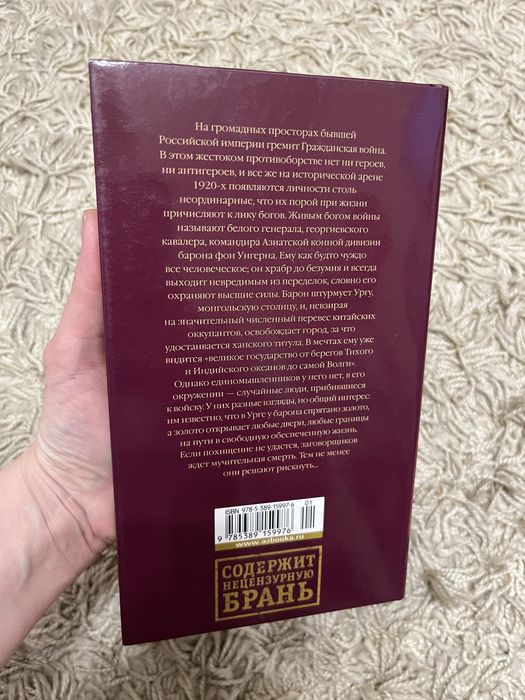 На громадных просторах бывшей
Российской империи гремит Гражданская война.
В этом жестоком противоборстве нет ни героев,
ни антигероев, и все же на исторической арене
1920-х появляются личности столь
неординарные, что их порой при жизни
причисляют к лику богов. Живым богом войны
называют белого генерала, георгиевского
кавалера, командира Азиатской конной дивизии
барона фон Унгерна. Ему как будто чуждо
все человеческое; он храбр до безумия и всегда
выходит невредимым из переделок, словно его
охраняют высшие силы. Барон штурмует Ургу,
монгольскую столицу, и, невзирая
на значительный численный перевес китайских
оккупантов, освобождает город, за что
удостаивается ханского титула. В мечтах ему уже
видится «великое государство от берегов Тихого
и Индийского океанов до самой Волги».
Однако единомышленников у него нет, в его
окружении — случайные люди, прибившиеся
к войску. У них разные взгляды, но общий интерес:
им известно, что в Урге у барона спрятано золото,
а золото открывает любые двери, любые границы
на пути в свободную обеспеченную жизнь.
Если похищение не удастся, заговорщиков
ждет мучительная смерть. Тем не менее
они решают рискнуть...
ISBN 978-5-389-15997-6
01
9 785389 159976
www.azbooka.ru
СОДЕРЖИТ
НЕЦЕНЗУРНУЮ
БРАНЬ